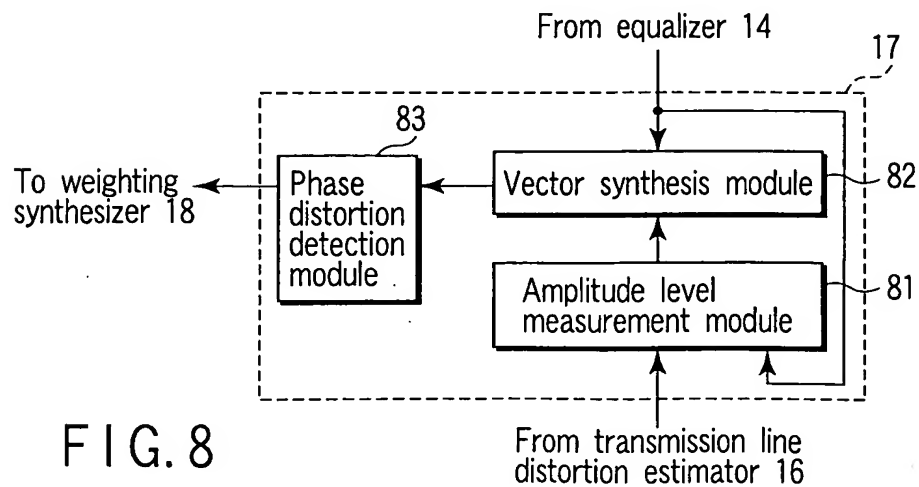 From equalizer 14
17
83
To weighting
synthesizer 18
Phase
distortion
detection
module
Vector synthesis module
82
Amplitude level
measurement module
81
From transmission line
distortion estimator 16
FIG. 8